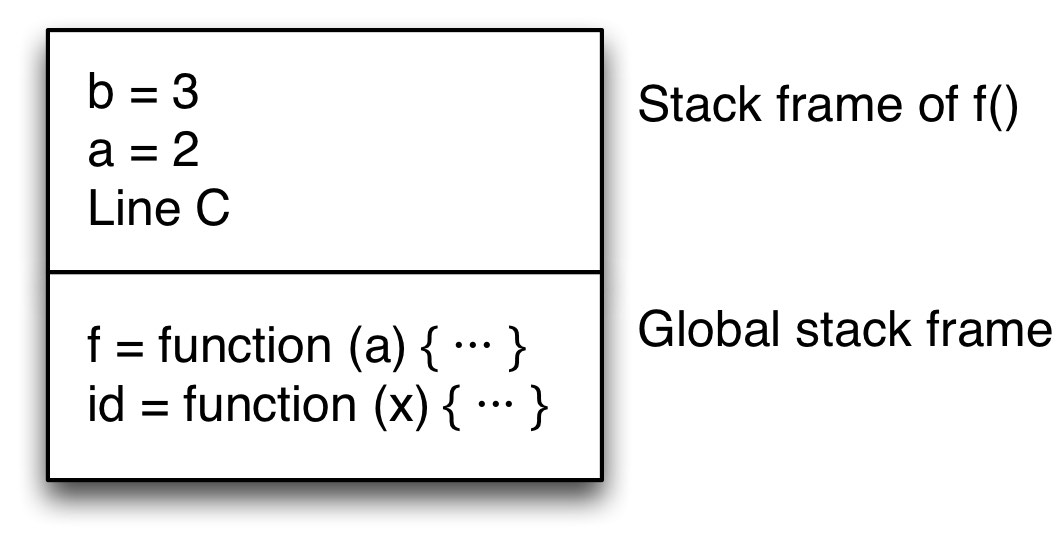 b = 3
a = 2
Line C
Stack frame of f()
f = function (a) { ··· }
id = function (x) { ··· }
Global stack frame